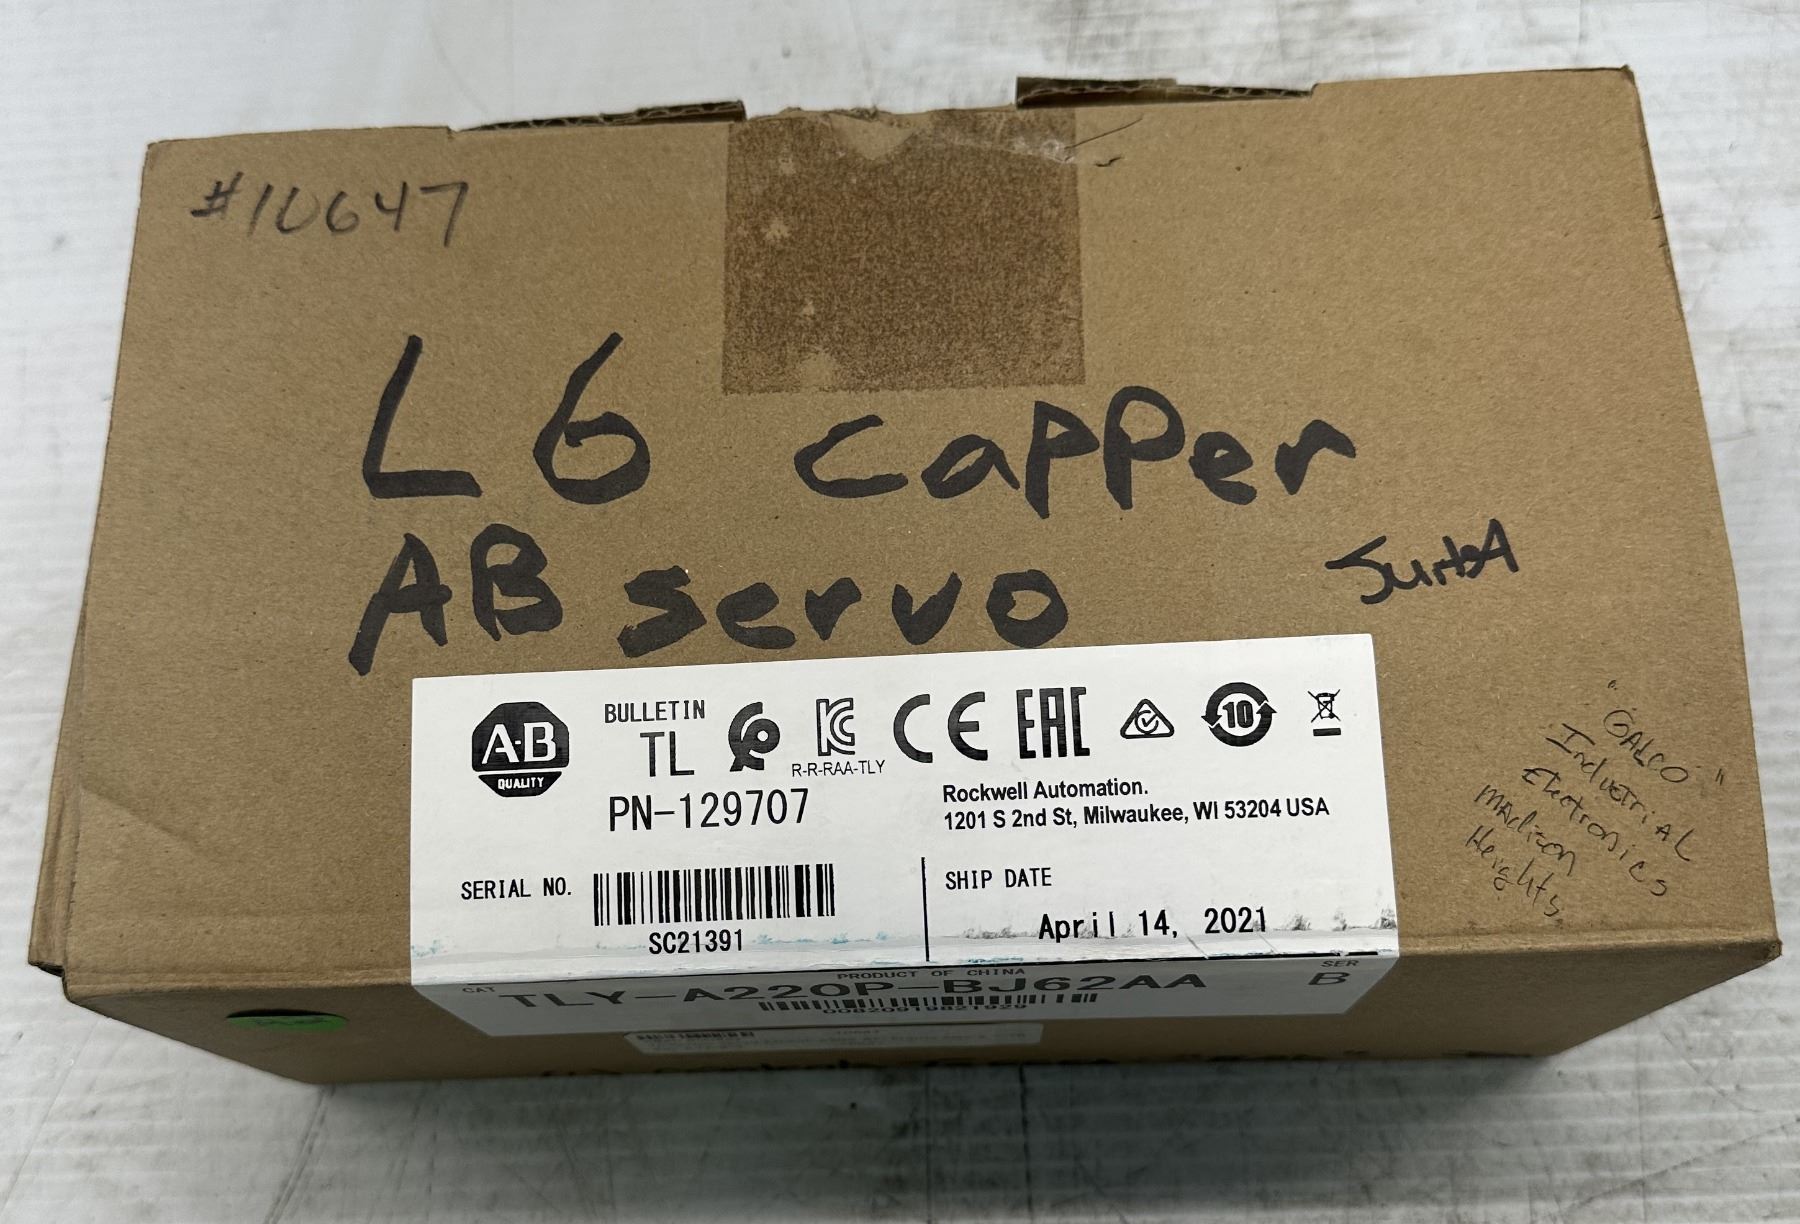 #10647
L 6 capper
AB servo
A-B
QUALITY
BULLETIN
TL
R-R-RAA-TLY
CE
EAC
10
PN-129707
Rockwell Automation.
1201 S 2nd St, Milwaukee, WI 53204 USA
SERIAL NO.
SC21391
SHIP DATE
April 14, 2021
PRODUCT OF CHINA
CAT
TLY-A220P-BJ62AA
SER
B
"GALCO"
Industrial
Electronics
Madison
Heights